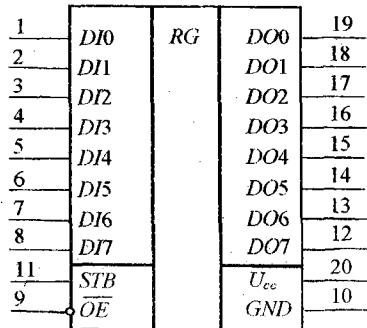 1 DI0 RG DO0 19
2 DI1 DO1 18
3 DI2 DO2 17
4 DI3 DO3 16
5 DI4 DO4 15
6 DI5 DO5 14
7 DI6 DO6 13
8 DI7 DO7 12
11 STB Ucc 20
9 OE GND 10